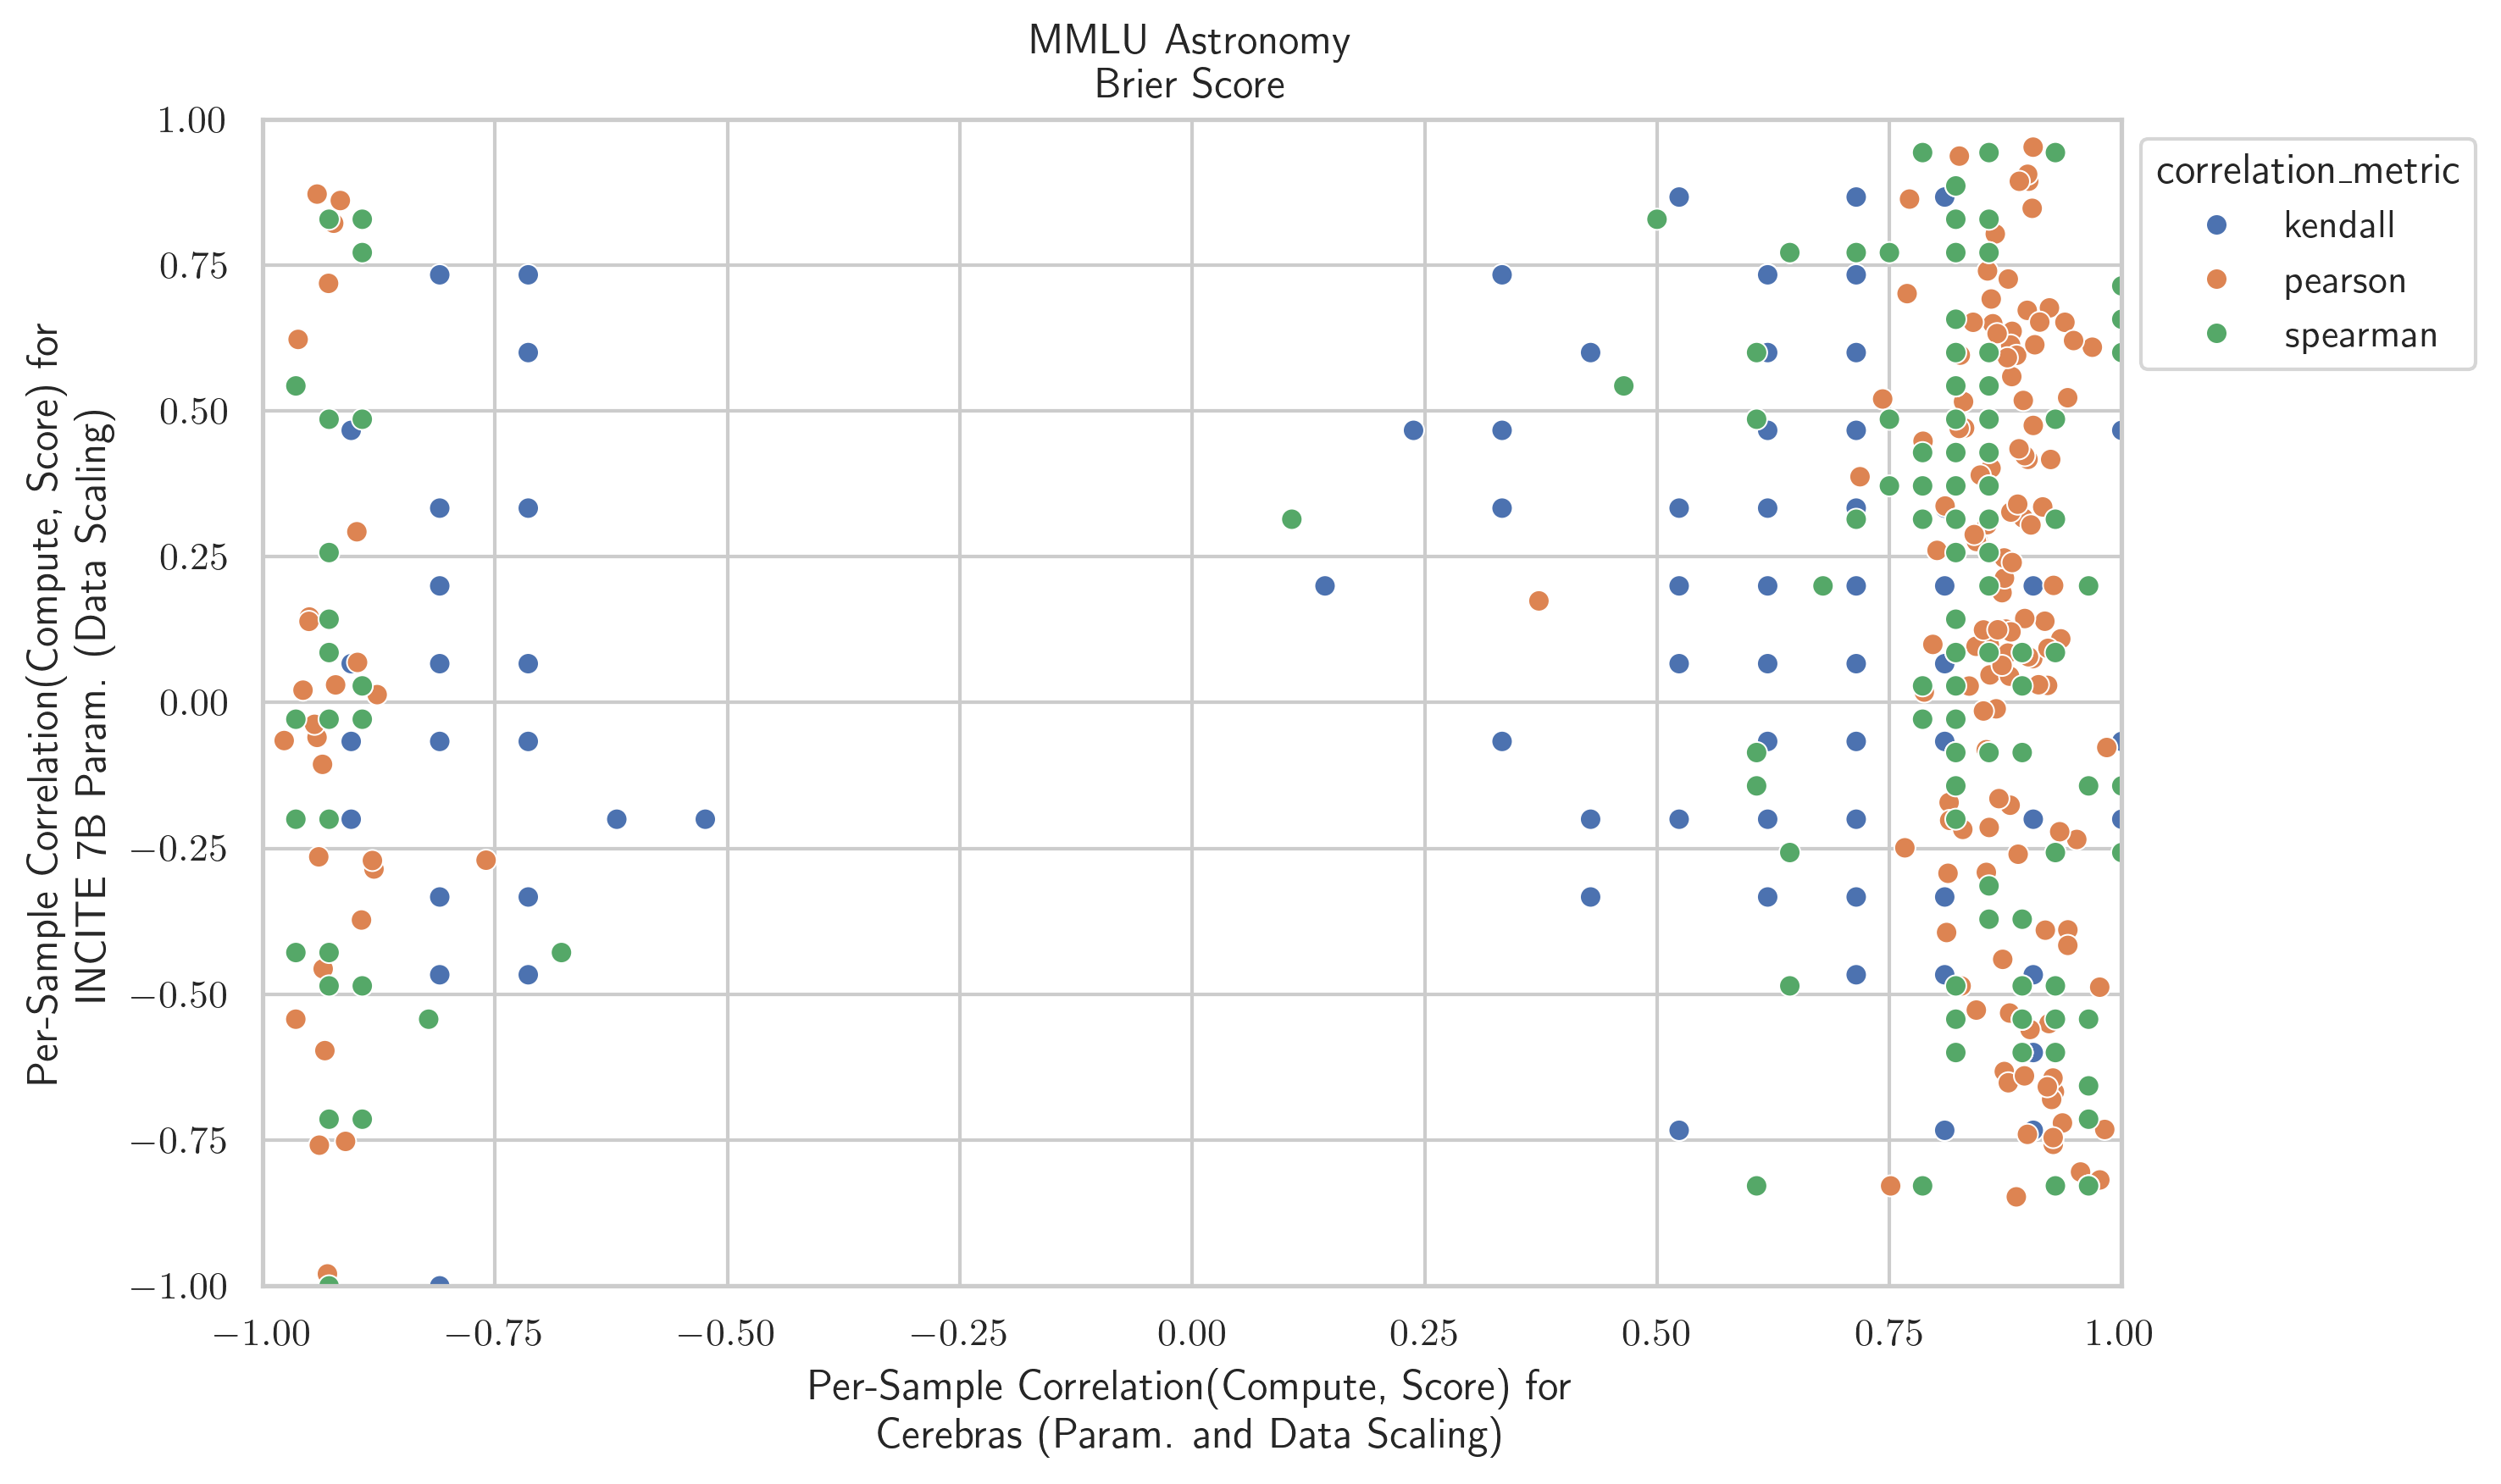 MMLU Astronomy
Brier Score
Per-Sample Correlation(Compute, Score) for
INCITE 7B Param. (Data Scaling)
1.00
0.75
0.50
0.25
0.00
−0.25
−0.50
−0.75
−1.00
−1.00 −0.75 −0.50 −0.25 0.00 0.25 0.50 0.75 1.00
Per-Sample Correlation(Compute, Score) for
Cerebras (Param. and Data Scaling)
correlation_metric
kendall
pearson
spearman